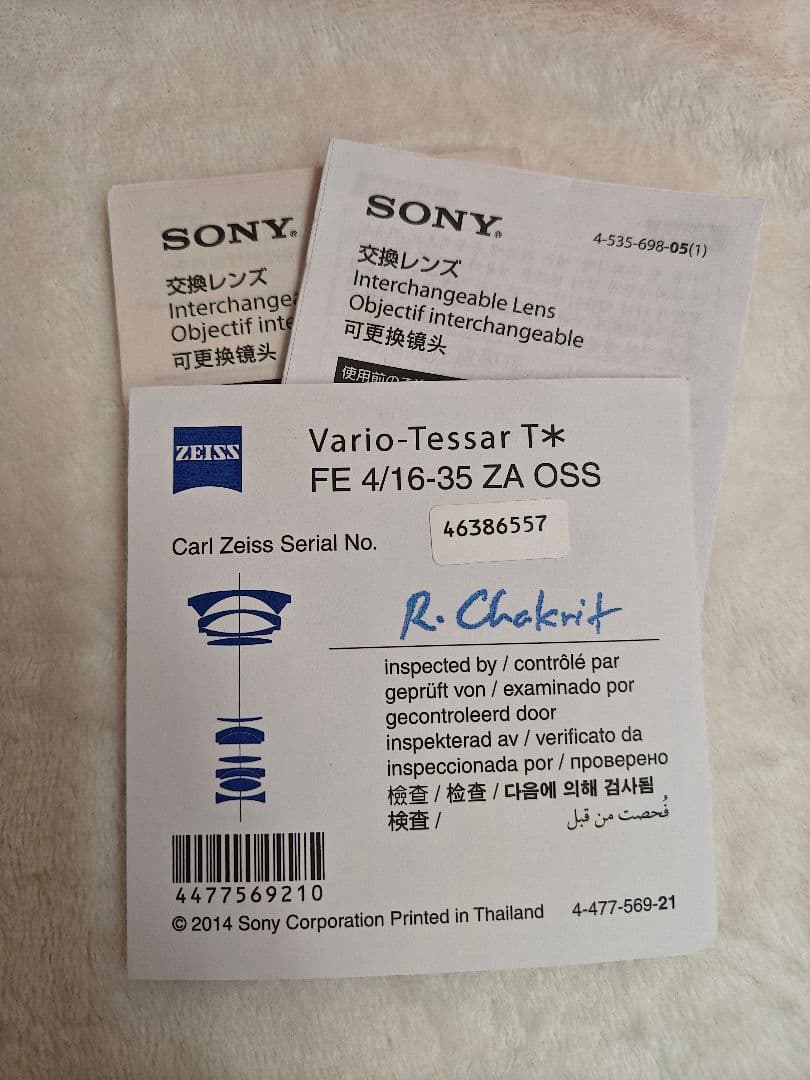 SONY®
交換レンズ
Objectif
可更换镜头
SONY®
4-535-698-05(1)
交換レンズ
Interchangeable Lens
Objectif interchangeable
可更换镜头
使用前の
ZEISS
Vario-Tessar T*
FE 4/16-35 ZA OSS
Carl Zeiss Serial No.
46386557
R. Chakrit
inspected by / contrôlé par
geprüft von / examinado por
gecontroleerd door
inspekterad av / verificato da
inspeccionada por / проверено
檢查 / 检查 / 다음에 의해 검사됨
検査 / فُحصت من قبل
4477569210
© 2014 Sony Corporation Printed in Thailand
4-477-569-21